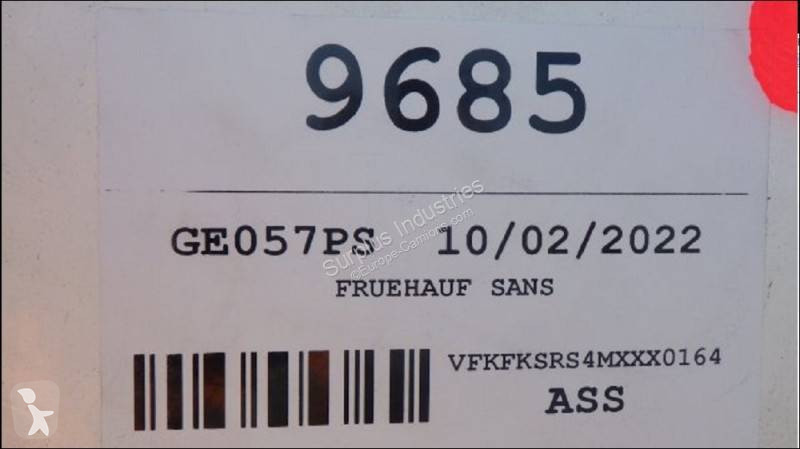 9685
GE057PS 10/02/2022
Surplus Industries
©Europe-Camions.com
FRUEHAUF SANS
VFKFKSRS4MXXX0164
ASS